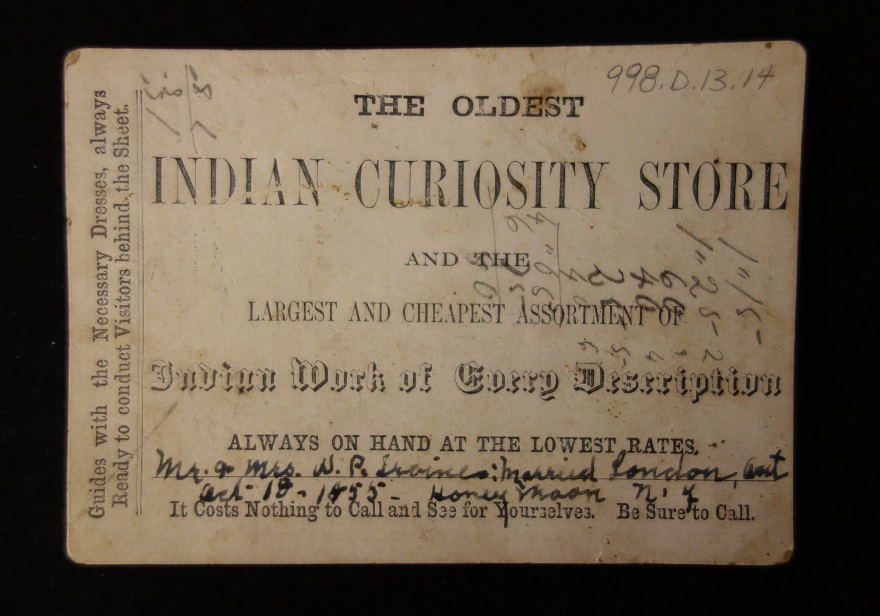 998.D.13.14
THE OLDEST
INDIAN CURIOSITY STORE
AND THE
LARGEST AND CHEAPEST ASSORTMENT OF
Indian Work of Every Description
ALWAYS ON HAND AT THE LOWEST RATES.
Mr. & Mrs. W. P. Irvine: Married London, Ont
Oct- 18- 1855- Honey Moon N. Y
It Costs Nothing to Call and See for Yourselves. Be Sure to Call.
Guides with the Necessary Dresses, always
Ready to conduct Visitors behind the Sheet.